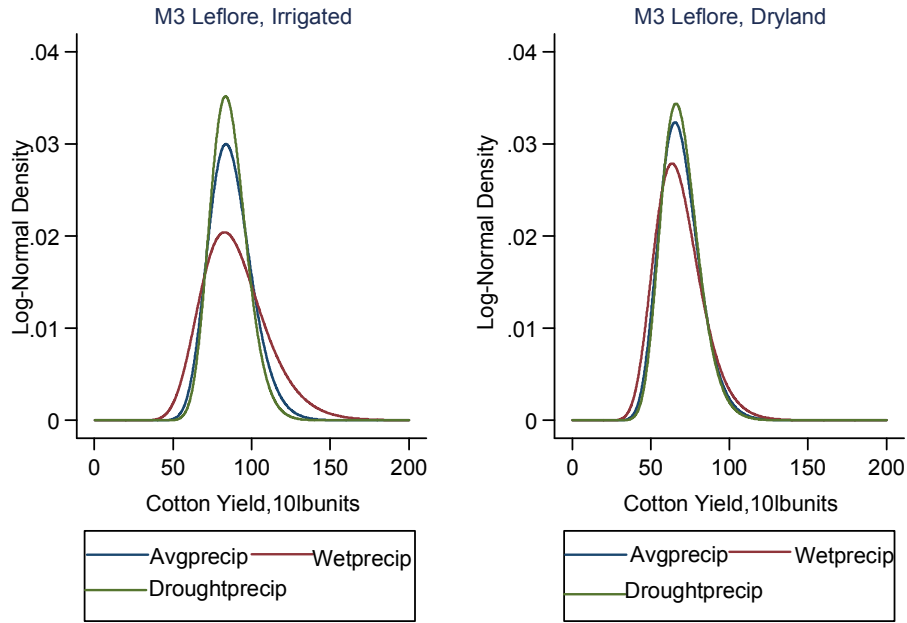 M3 Leflore, Irrigated
.04
.03
.02
.01
0
Log-Normal Density
0 50 100 150 200
Cotton Yield,10lbunits
Avgprecip Wetprecip
Droughtprecip
M3 Leflore, Dryland
.04
.03
.02
.01
0
Log-Normal Density
0 50 100 150 200
Cotton Yield,10lbunits
Avgprecip Wetprecip
Droughtprecip